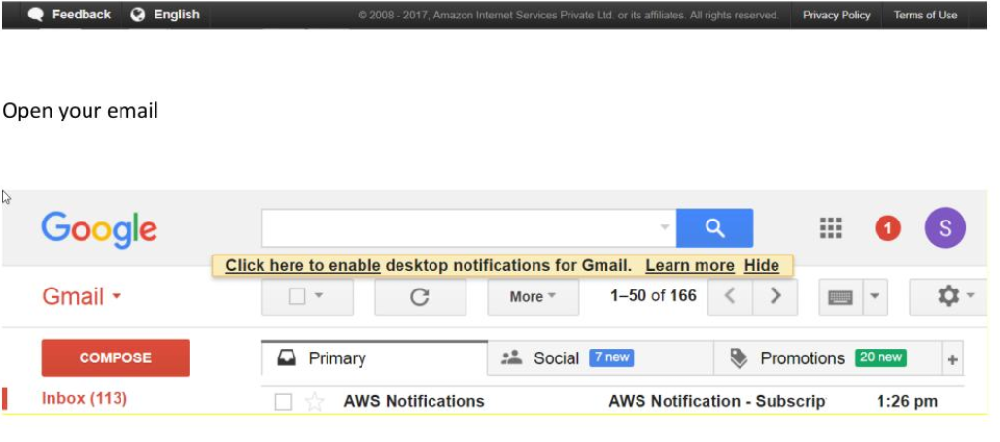 Feedback English © 2008 - 2017, Amazon Internet Services Private Ltd. or its affiliates. All rights reserved. Privacy Policy Terms of Use
Open your email
Google 1 S
Click here to enable desktop notifications for Gmail. Learn more Hide
Gmail More 1–50 of 166
COMPOSE Primary Social 7 new Promotions 20 new +
Inbox (113) AWS Notifications AWS Notification - Subscrip 1:26 pm